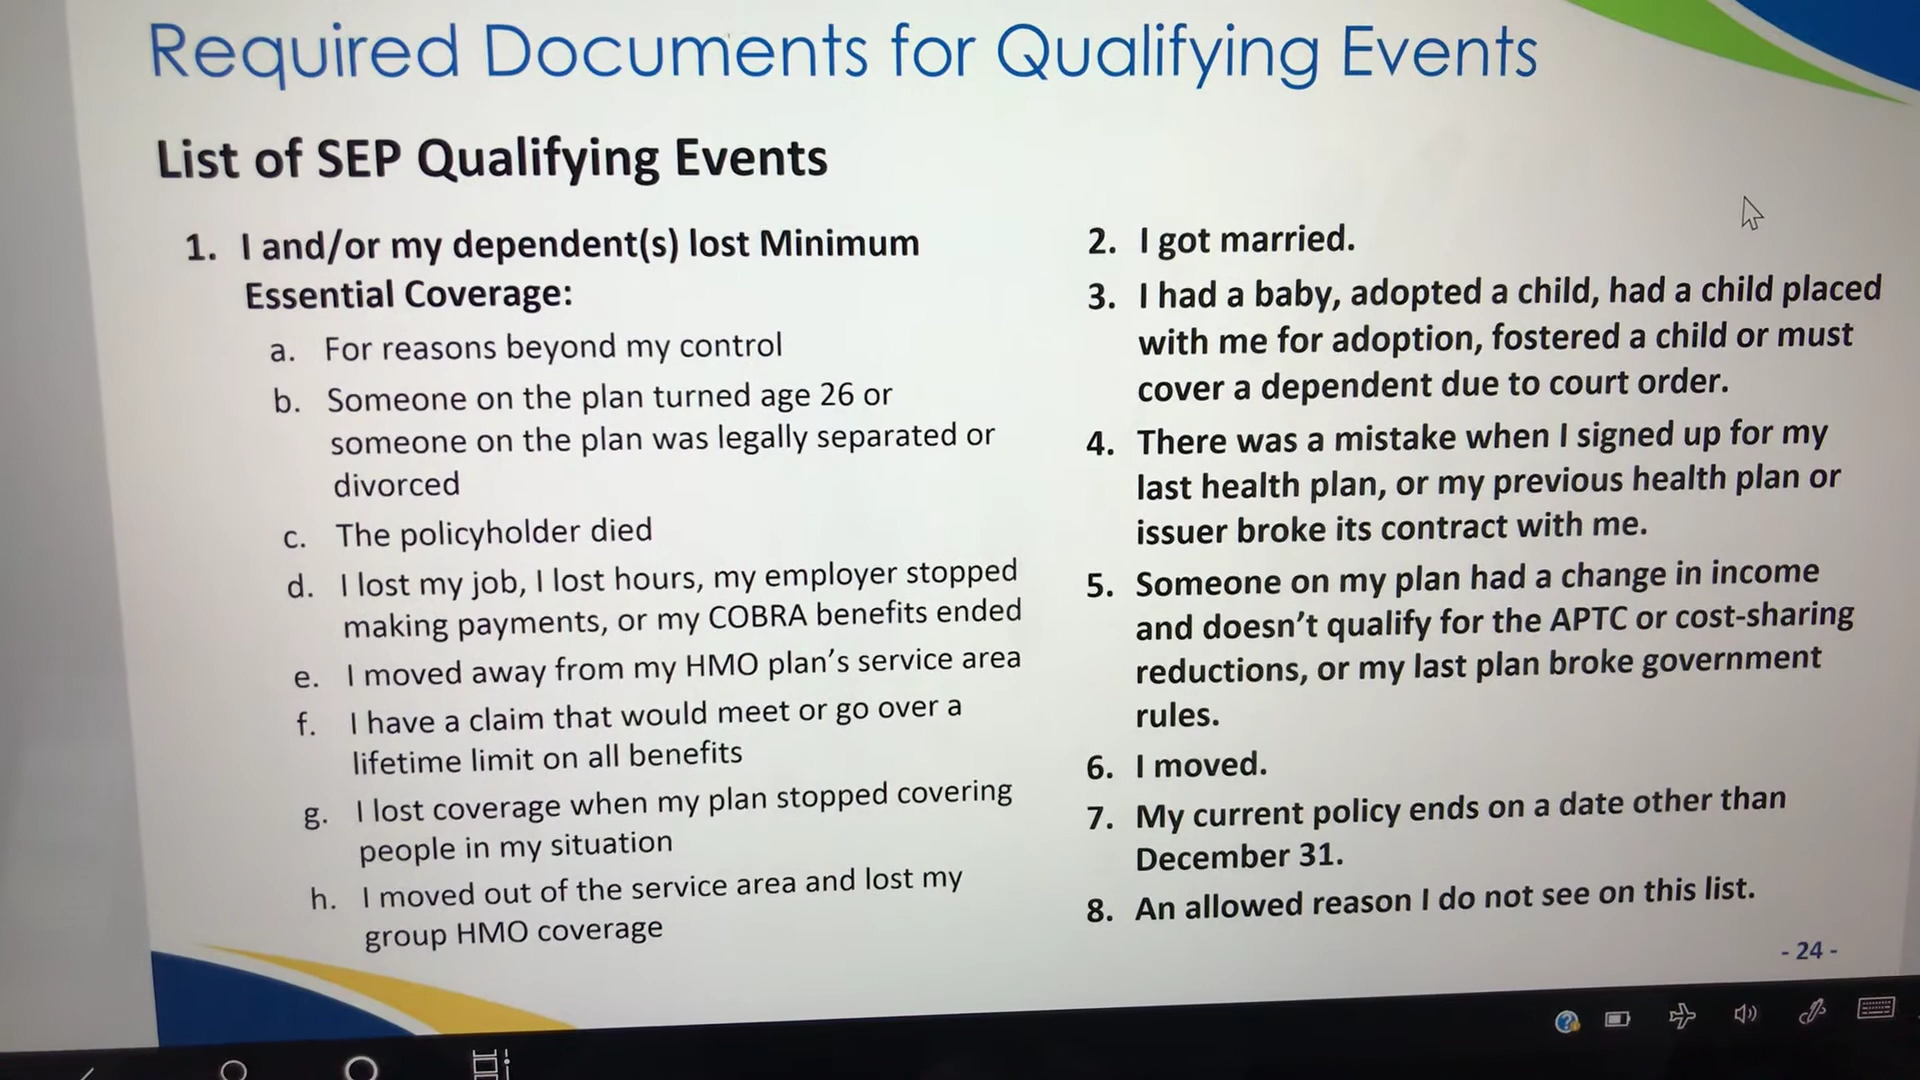 Required Documents for Qualifying Events
List of SEP Qualifying Events
1. I and/or my dependent(s) lost Minimum
Essential Coverage:
a. For reasons beyond my control
b. Someone on the plan turned age 26 or
someone on the plan was legally separated or
divorced
c. The policyholder died
d. I lost my job, I lost hours, my employer stopped
making payments, or my COBRA benefits ended
e. I moved away from my HMO plan's service area
f. I have a claim that would meet or go over a
lifetime limit on all benefits
g. I lost coverage when my plan stopped covering
people in my situation
h. I moved out of the service area and lost my
group HMO coverage
2. I got married.
3. I had a baby, adopted a child, had a child placed
with me for adoption, fostered a child or must
cover a dependent due to court order.
4. There was a mistake when I signed up for my
last health plan, or my previous health plan or
issuer broke its contract with me.
5. Someone on my plan had a change in income
and doesn't qualify for the APTC or cost-sharing
reductions, or my last plan broke government
rules.
6. I moved.
7. My current policy ends on a date other than
December 31.
8. An allowed reason I do not see on this list.
- 24 -